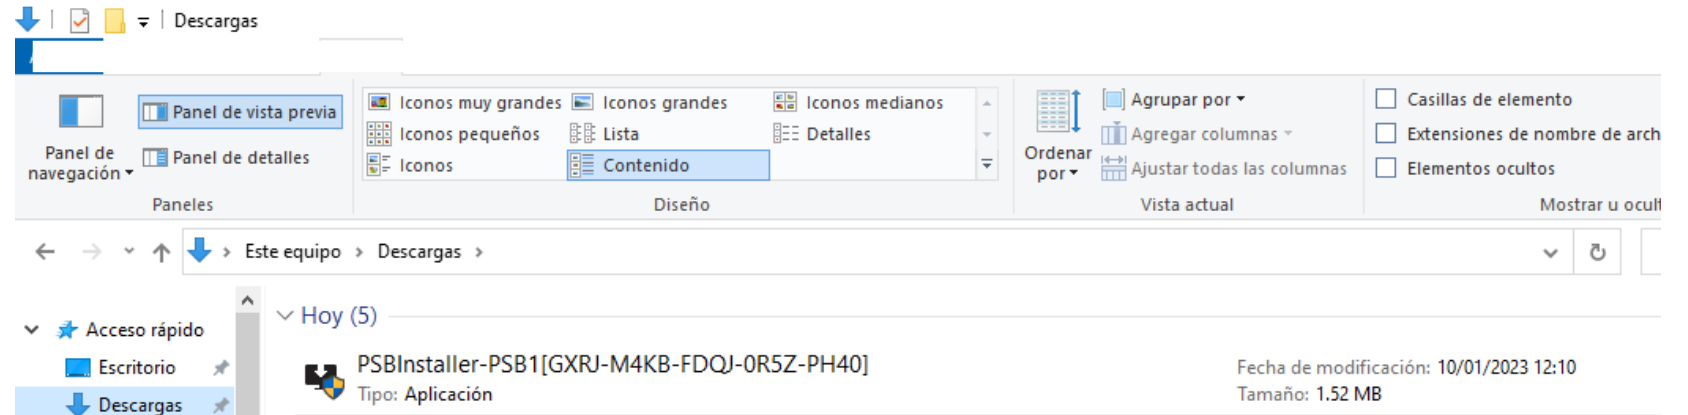 Descargas
Panel de navegación
Panel de vista previa
Panel de detalles
Paneles
Iconos muy grandes
Iconos grandes
Iconos medianos
Iconos pequeños
Lista
Detalles
Iconos
Contenido
Diseño
Ordenar por
Agrupar por
Agregar columnas
Ajustar todas las columnas
Vista actual
Casillas de elemento
Extensiones de nombre de arch
Elementos ocultos
Mostrar u ocult
Este equipo > Descargas >
Acceso rápido
Escritorio
Descargas
Hoy (5)
PSBInstaller-PSB1[GXRJ-M4KB-FDQJ-0R5Z-PH40]
Tipo: Aplicación
Fecha de modificación: 10/01/2023 12:10
Tamaño: 1.52 MB